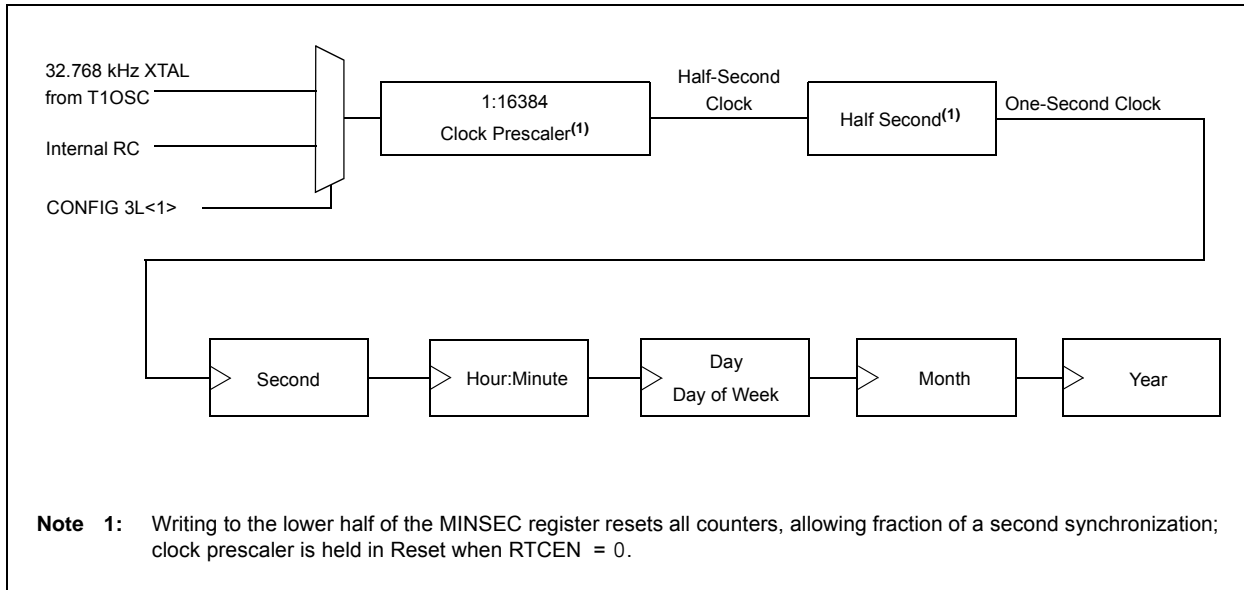 32.768 kHz XTAL
from T1OSC
Internal RC
CONFIG 3L<1>
1:16384
Clock Prescaler(1)
Half-Second
Clock
Half Second(1)
One-Second Clock
Second
Hour:Minute
Day
Day of Week
Month
Year
Note 1: Writing to the lower half of the MINSEC register resets all counters, allowing fraction of a second synchronization;
clock prescaler is held in Reset when RTCEN = 0.